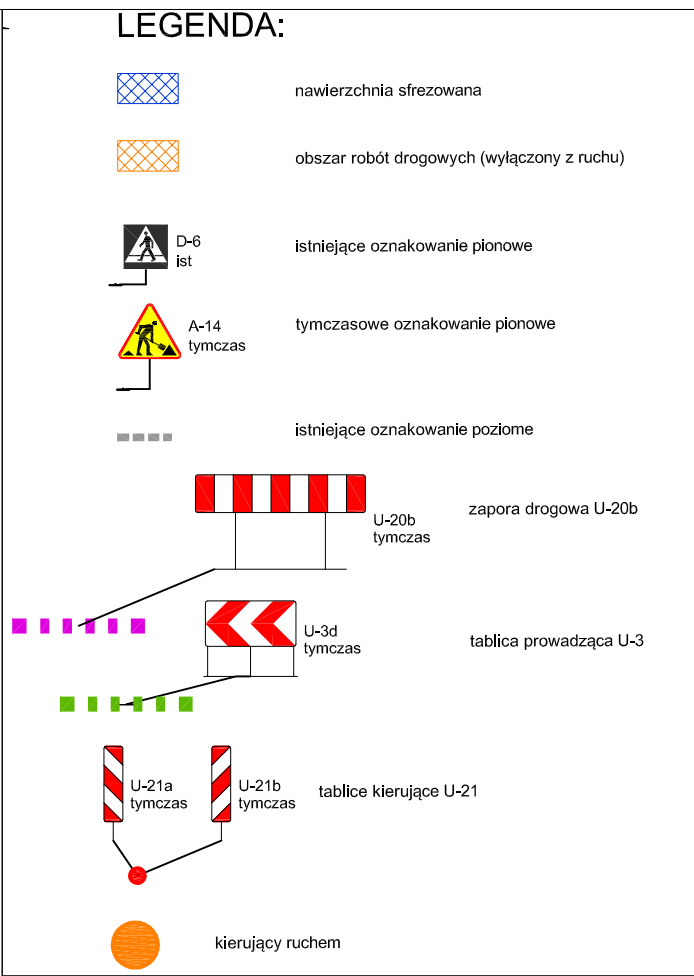 LEGENDA:
nawierzchnia sfrezowana
obszar robót drogowych (wyłączony z ruchu)
D-6
ist
istniejące oznakowanie pionowe
A-14
tymczas
tymczasowe oznakowanie pionowe
istniejące oznakowanie poziome
U-20b
tymczas
zapora drogowa U-20b
U-3d
tymczas
tablica prowadząca U-3
U-21a
tymczas
U-21b
tymczas
tablice kierujące U-21
kierujący ruchem